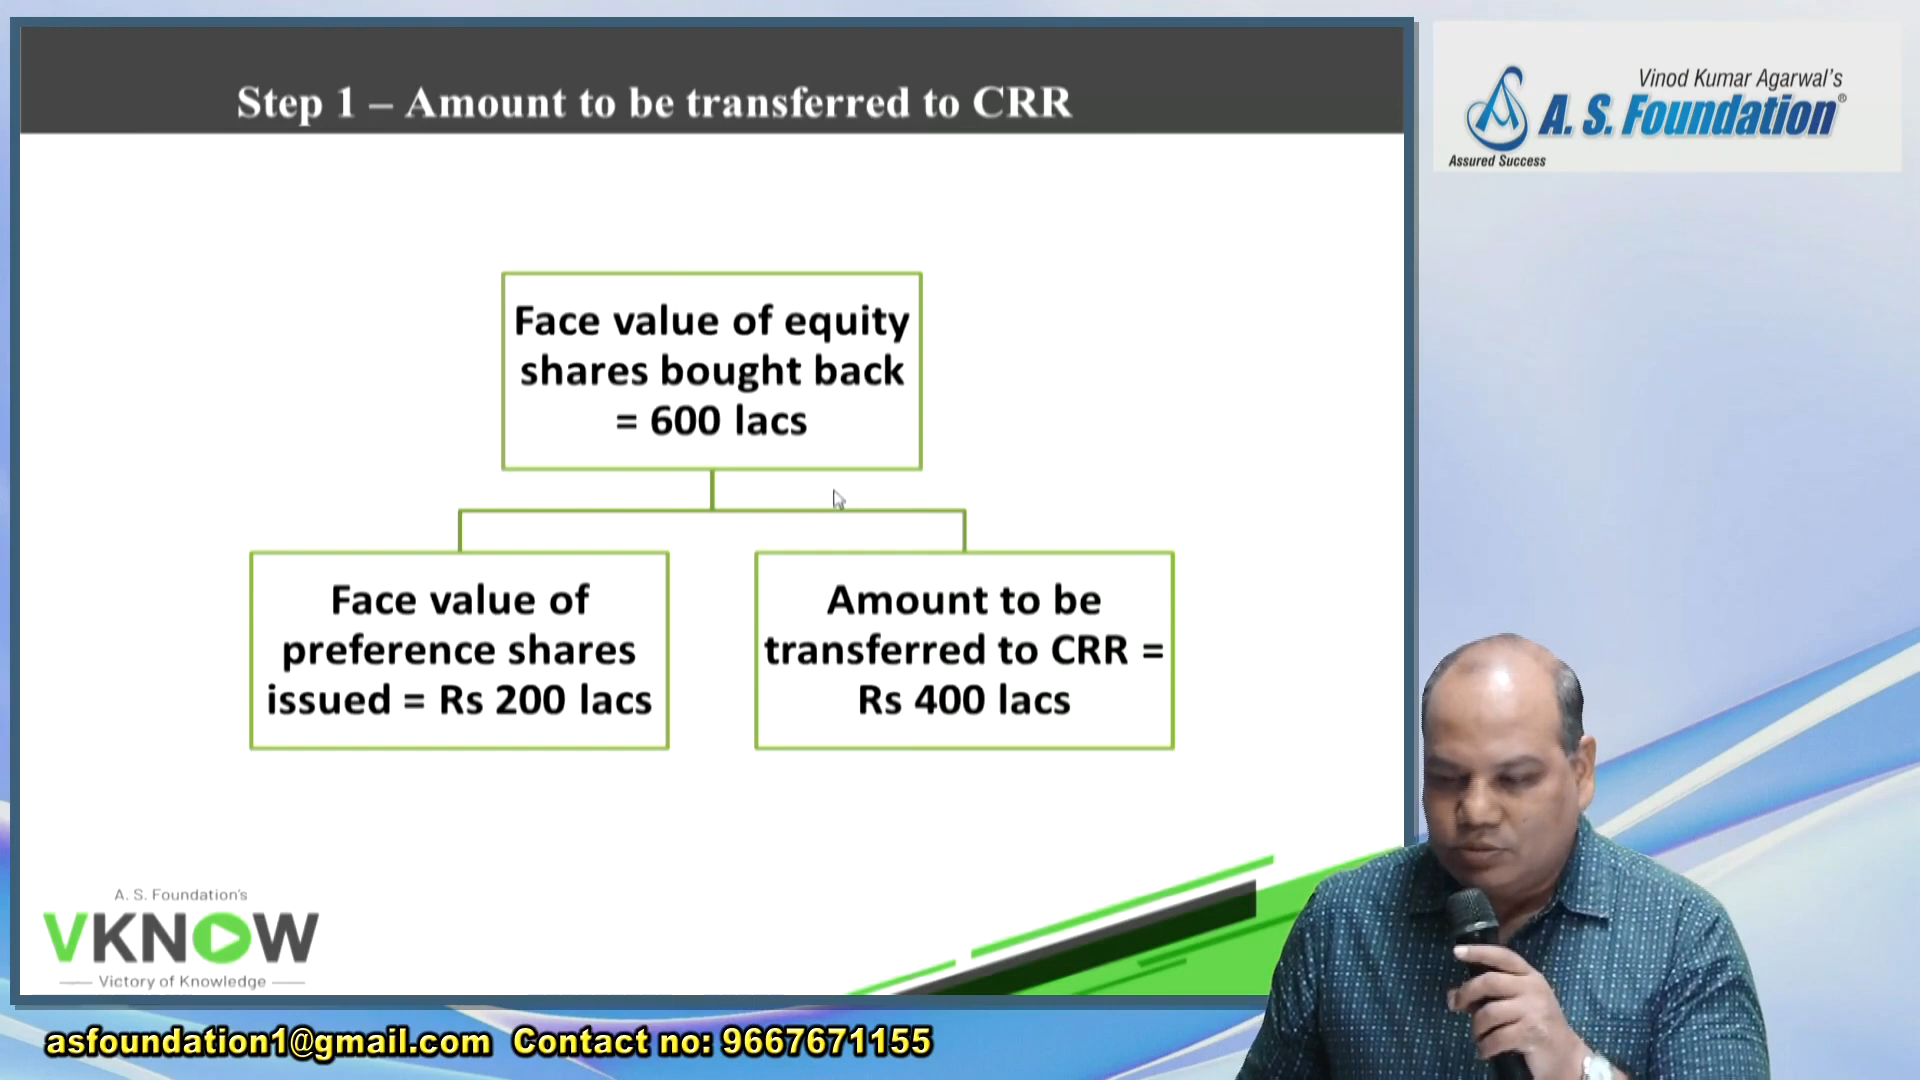 Step 1 – Amount to be transferred to CRR
Vinod Kumar Agarwal's
A. S. Foundation®
Assured Success
Face value of equity
shares bought back
= 600 lacs
Face value of
preference shares
issued = Rs 200 lacs
Amount to be
transferred to CRR =
Rs 400 lacs
A. S. Foundation's
VKNOW
Victory of Knowledge
asfoundation1@gmail.com Contact no: 9667671155